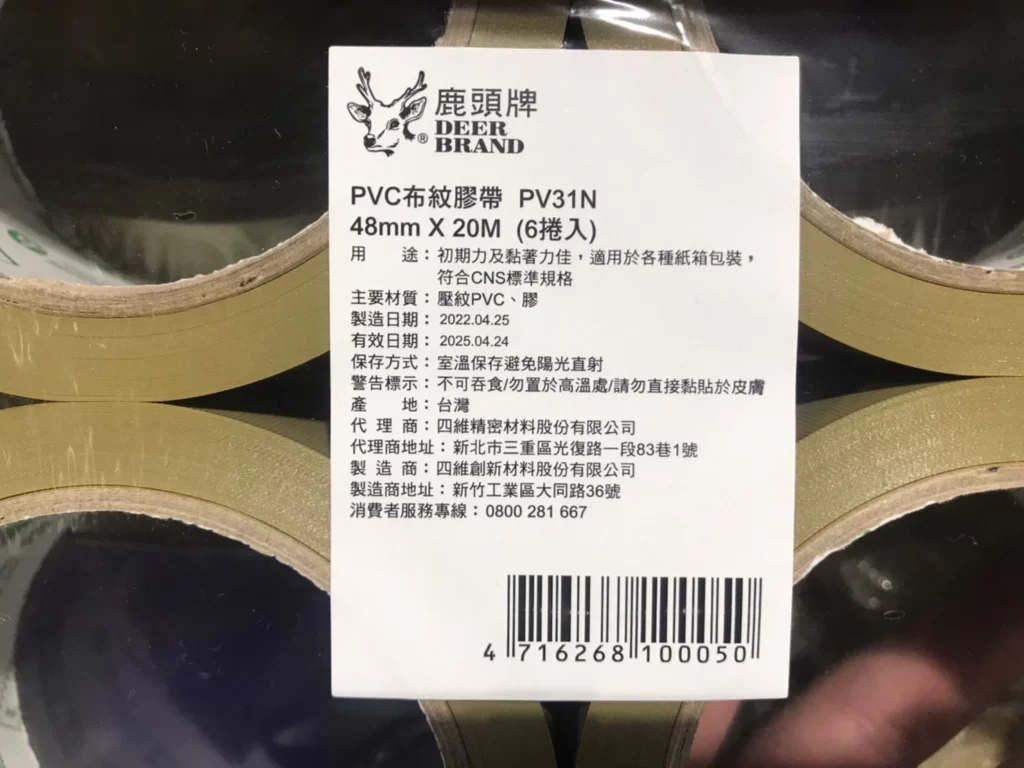 鹿頭牌
DEER
BRAND
®
PVC布紋膠帶 PV31N
48mm X 20M (6捲入)
用途：初期力及黏著力佳，適用於各種紙箱包裝，
符合CNS標準規格
主要材質：壓紋PVC、膠
製造日期：2022.04.25
有效日期：2025.04.24
保存方式：室溫保存避免陽光直射
警告標示：不可吞食/勿置於高溫處/請勿直接黏貼於皮膚
產地：台灣
代理商：四維精密材料股份有限公司
代理商地址：新北市三重區光復路一段83巷1號
製造商：四維創新材料股份有限公司
製造商地址：新竹工業區大同路36號
消費者服務專線：0800 281 667
4 716268 100050